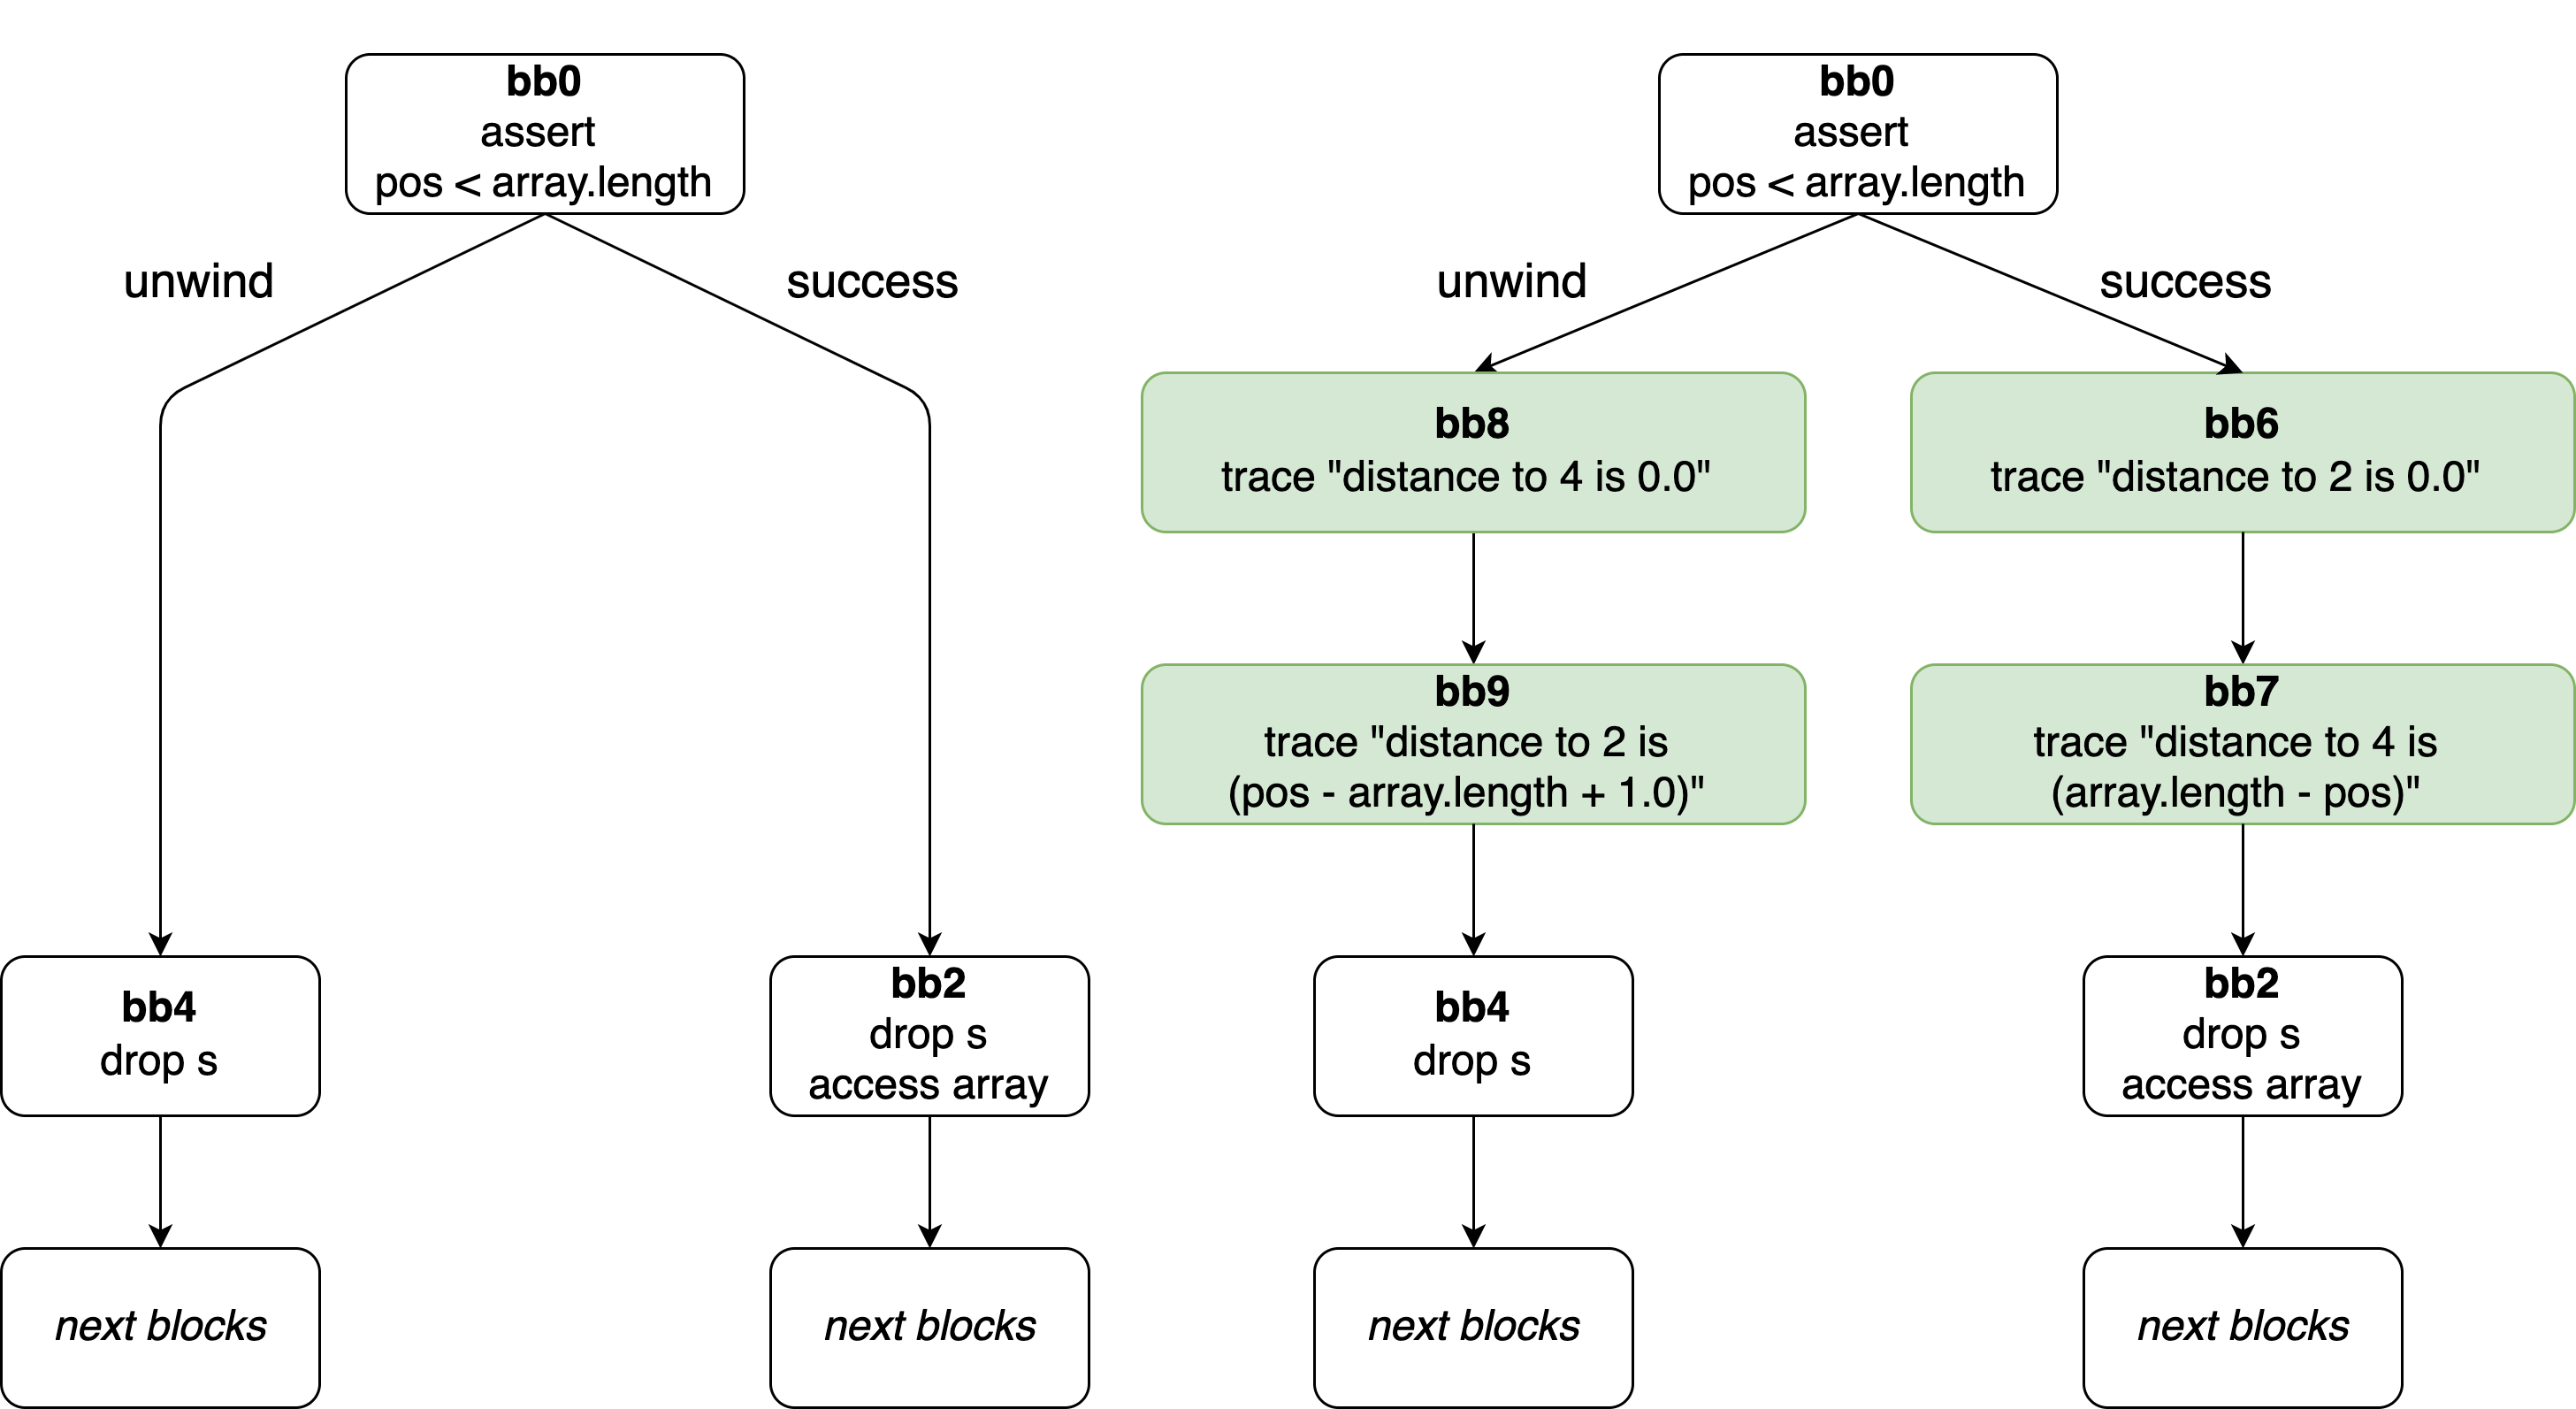 bb0
assert
pos < array.length
unwind
success
bb4
drop s
bb2
drop s
access array
next blocks
next blocks
bb0
assert
pos < array.length
unwind
success
bb8
trace "distance to 4 is 0.0"
bb6
trace "distance to 2 is 0.0"
bb9
trace "distance to 2 is
(pos - array.length + 1.0)"
bb7
trace "distance to 4 is
(array.length - pos)"
bb4
drop s
bb2
drop s
access array
next blocks
next blocks